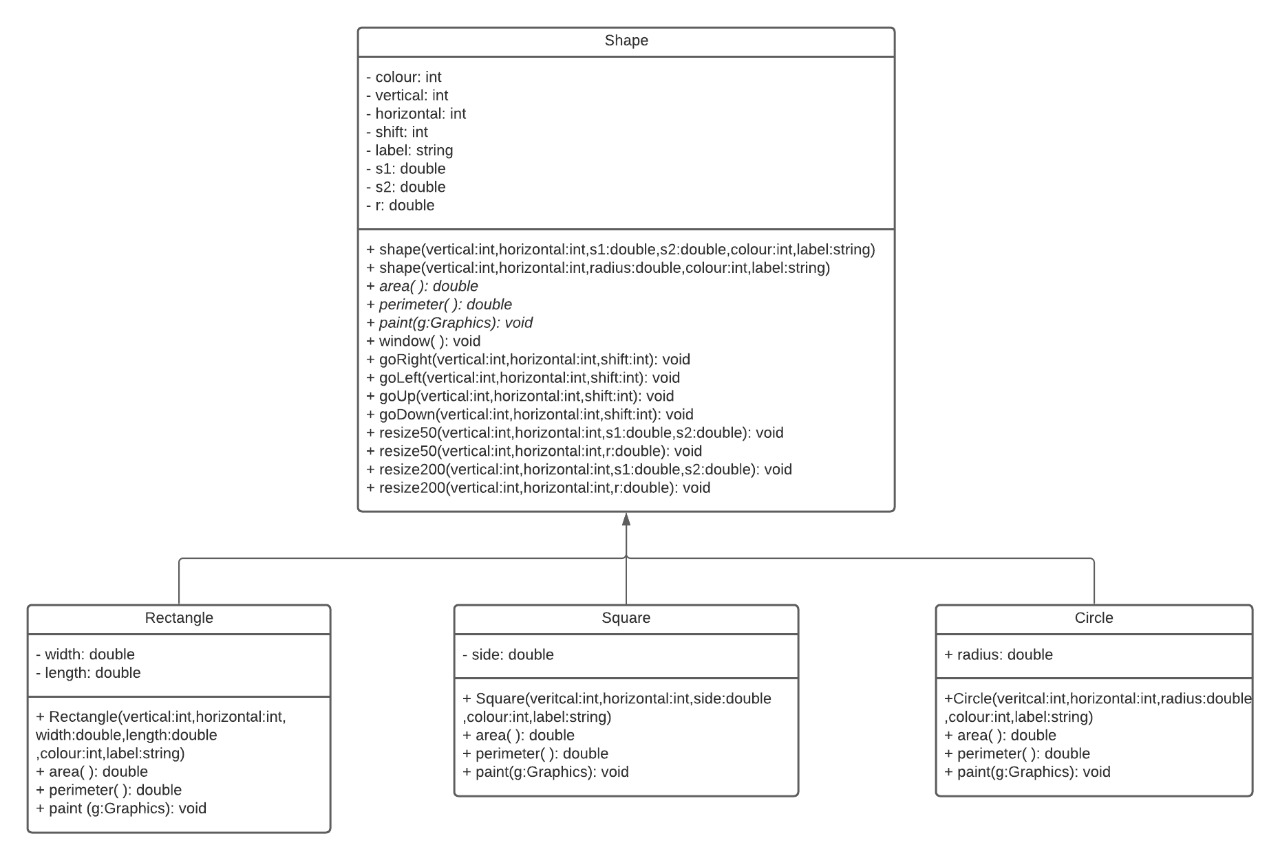 Shape
- colour: int
- vertical: int
- horizontal: int
- shift: int
- label: string
- s1: double
- s2: double
- r: double
+ shape(vertical:int,horizontal:int,s1:double,s2:double,colour:int,label:string)
+ shape(vertical:int,horizontal:int,radius:double,colour:int,label:string)
+ area( ): double
+ perimeter( ): double
+ paint(g:Graphics): void
+ window( ): void
+ goRight(vertical:int,horizontal:int,shift:int): void
+ goLeft(vertical:int,horizontal:int,shift:int): void
+ goUp(vertical:int,horizontal:int,shift:int): void
+ goDown(vertical:int,horizontal:int,shift:int): void
+ resize50(vertical:int,horizontal:int,s1:double,s2:double): void
+ resize50(vertical:int,horizontal:int,r:double): void
+ resize200(vertical:int,horizontal:int,s1:double,s2:double): void
+ resize200(vertical:int,horizontal:int,r:double): void
Rectangle
- width: double
- length: double
+ Rectangle(vertical:int,horizontal:int,
width:double,length:double
,colour:int,label:string)
+ area( ): double
+ perimeter( ): double
+ paint (g:Graphics): void
Square
- side: double
+ Square(veritcal:int,horizontal:int,side:double
,colour:int,label:string)
+ area( ): double
+ perimeter( ): double
+ paint(g:Graphics): void
Circle
+ radius: double
+Circle(veritcal:int,horizontal:int,radius:double
,colour:int,label:string)
+ area( ): double
+ perimeter( ): double
+ paint(g:Graphics): void